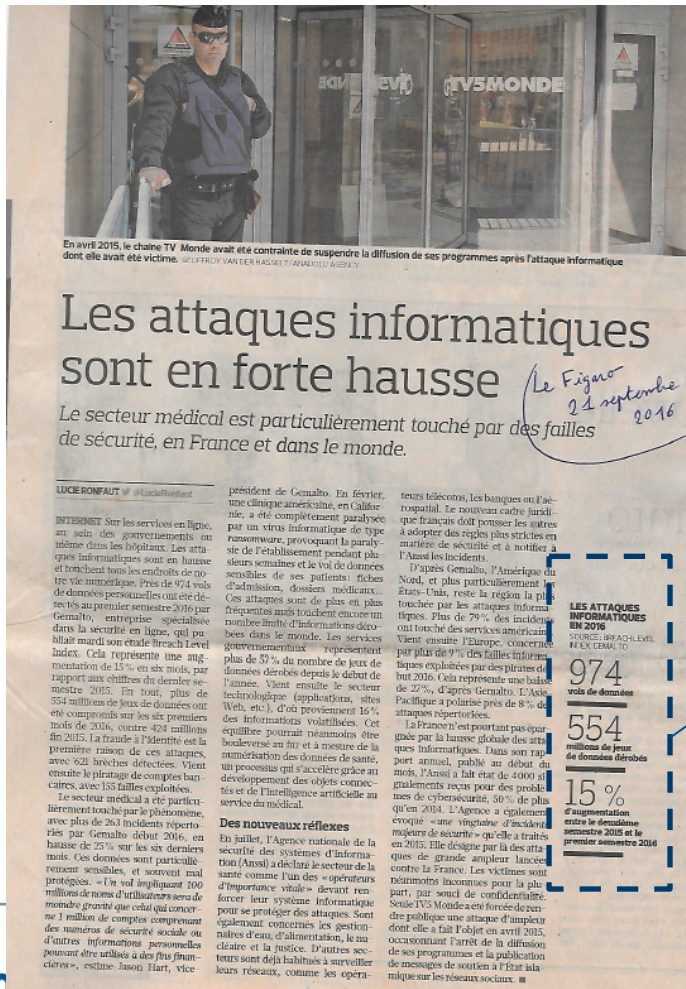 TV5MONDE
En avril 2015, le chaîne TV Monde avait été contrainte de suspendre la diffusion de ses programmes après l'attaque informatique
dont elle avait été victime. GEOFFROY VAN DER HASSELT/ANADOLU AGENCY
Les attaques informatiques
sont en forte hausse
Le Figaro
21 septembre
2016
Le secteur médical est particulièrement touché par des failles
de sécurité, en France et dans le monde.
LUCIE RONFAUT @LucieRonfaut
INTERNET Sur les services en ligne,
au sein des gouvernements ou
même dans les hôpitaux. Les atta-
ques informatiques sont en hausse
et touchent tous les endroits de no-
tre vie numérique. Près de 974 vols
de données personnelles ont été dé-
tectés au premier semestre 2016 par
Gemalto, entreprise spécialisée
dans la sécurité en ligne, qui pu-
bliait mardi son étude Breach Level
Index. Cela représente une aug-
mentation de 15% en six mois, par
rapport aux chiffres du dernier se-
mestre 2015. En tout, plus de
554 millions de jeux de données ont
été compromis sur les six premiers
mois de 2016, contre 424 millions
fin 2015. La fraude à l'identité est la
première raison de ces attaques,
avec 621 brèches détectées. Vient
ensuite le piratage de comptes ban-
caires, avec 155 failles exploitées.
Le secteur médical a été particu-
lièrement touché par le phénomène,
avec plus de 263 incidents réperto-
riés par Gemalto début 2016, en
hausse de 25% sur les six derniers
mois. Ces données sont particuliè-
rement sensibles, et souvent mal
protégées. «Un vol impliquant 100
millions de noms d'utilisateurs sera de
moindre gravité que celui qui concer-
ne 1 million de comptes comprenant
des numéros de sécurité sociale ou
d'autres informations personnelles
pouvant être utilisés à des fins finan-
cières», estime Jason Hart, vice-
président de Gemalto. En février,
une clinique américaine, en Califor-
nie, a été complètement paralysée
par un virus informatique de type
ransomware, provoquant la paraly-
sie de l'établissement pendant plu-
sieurs semaines et le vol de données
sensibles de ses patients: fiches
d'admission, dossiers médicaux...
Ces attaques sont de plus en plus
fréquentes mais touchent encore un
nombre limité d'informations déro-
bées dans le monde. Les services
gouvernementaux représentent
plus de 57% du nombre de jeux de
données dérobés depuis le début de
l'année. Vient ensuite le secteur
technologique (applications, sites
Web, etc.), d'où proviennent 16%
des informations volatilisées. Cet
équilibre pourrait néanmoins être
bouleversé au fur et à mesure de la
numérisation des données de santé,
un processus qui s'accélère grâce au
développement des objets connec-
tés et de l'intelligence artificielle au
service du médical.
Des nouveaux réflexes
En juillet, l'Agence nationale de la
sécurité des systèmes d'informa-
tion (Anssi) a déclaré le secteur de la
santé comme l'un des «opérateurs
d'importance vitale» devant ren-
forcer leur système informatique
pour se protéger des attaques. Sont
également concernés les gestion-
naires d'eau, d'alimentation, le nu-
cléaire et la justice. D'autres sec-
teurs sont déjà habitués à surveiller
leurs réseaux, comme les opéra-
teurs télécoms, les banques ou l'aé-
rospatial. Le nouveau cadre juridi-
que français doit pousser les autres
à adopter des règles plus strictes en
matière de sécurité et à notifier à
l'Anssi les incidents.
D'après Gemalto, l'Amérique du
Nord, et plus particulièrement les
États-Unis, reste la région la plus
touchée par les attaques informa-
tiques. Plus de 79% des incidents
ont touché des services américains.
Vient ensuite l'Europe, concernée
par plus de 9% des failles informa-
tiques exploitées par des pirates dé-
but 2016. Cela représente une baisse
de 27%, d'après Gemalto. L'Asie-
Pacifique a polarisé près de 8% des
attaques répertoriées.
La France n'est pourtant pas épar-
gnée par la hausse globale des atta-
ques informatiques. Dans son rap-
port annuel, publié au début du
mois, l'Anssi a fait état de 4000 si-
gnalements reçus pour des problè-
mes de cybersécurité, 50% de plus
qu'en 2014. L'Agence a également
évoqué «une vingtaine d'incidents
majeurs de sécurité» qu'elle a traités
en 2015. Elle désigne par là des atta-
ques de grande ampleur lancées
contre la France. Les victimes sont
néanmoins inconnues pour la plu-
part, par souci de confidentialité.
Seule TV5 Monde a été forcée de ren-
dre publique une attaque d'ampleur
dont elle a fait l'objet en avril 2015,
occasionnant l'arrêt de la diffusion
de ses programmes et la publication
de messages de soutien à l'État isla-
mique sur les réseaux sociaux.
LES ATTAQUES
INFORMATIQUES
EN 2016
SOURCE: BREACH LEVEL
INDEX, GEMALTO
974
vols de données
554
millions de jeux
de données dérobés
15 %
d'augmentation
entre le deuxième
semestre 2015 et le
premier semestre 2016